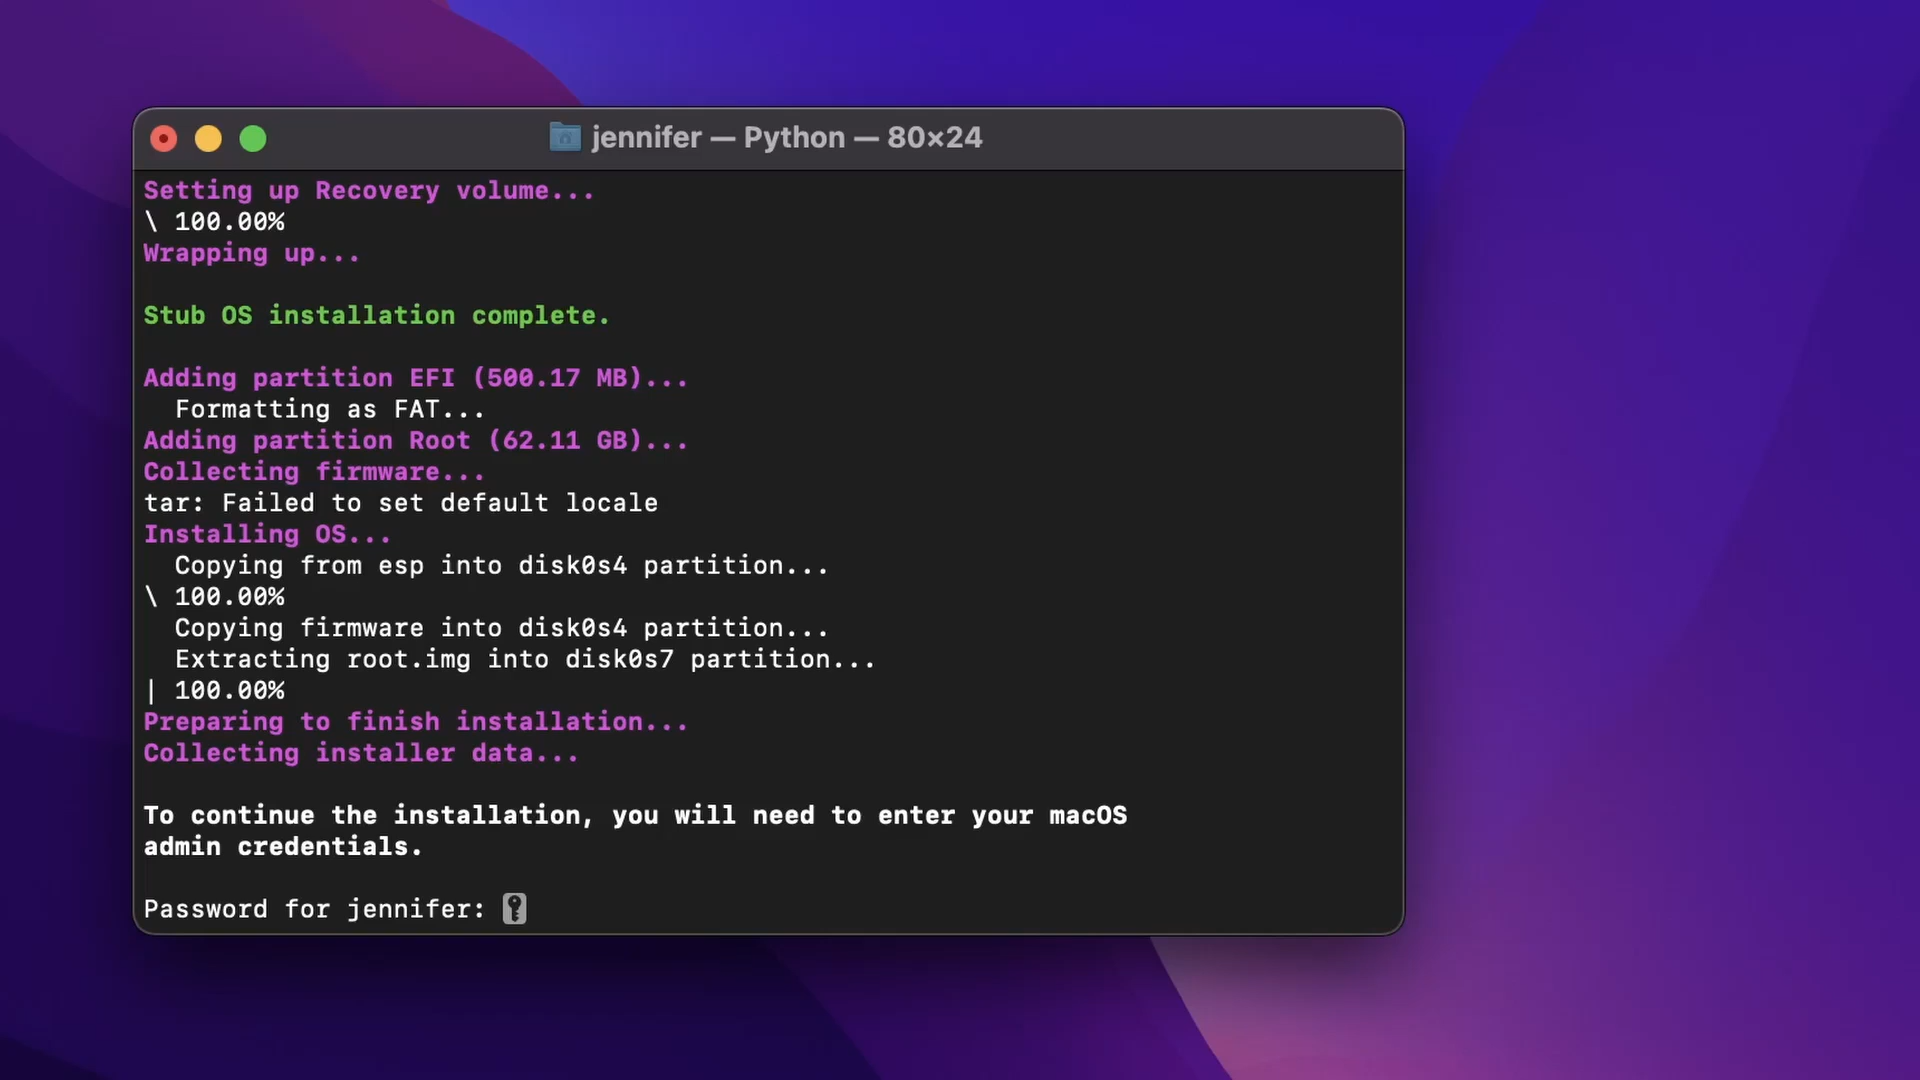 jennifer — Python — 80×24
Setting up Recovery volume...
\ 100.00%
Wrapping up...
Stub OS installation complete.
Adding partition EFI (500.17 MB)...
  Formatting as FAT...
Adding partition Root (62.11 GB)...
Collecting firmware...
tar: Failed to set default locale
Installing OS...
  Copying from esp into disk0s4 partition...
\ 100.00%
  Copying firmware into disk0s4 partition...
  Extracting root.img into disk0s7 partition...
| 100.00%
Preparing to finish installation...
Collecting installer data...
To continue the installation, you will need to enter your macOS
admin credentials.
Password for jennifer: